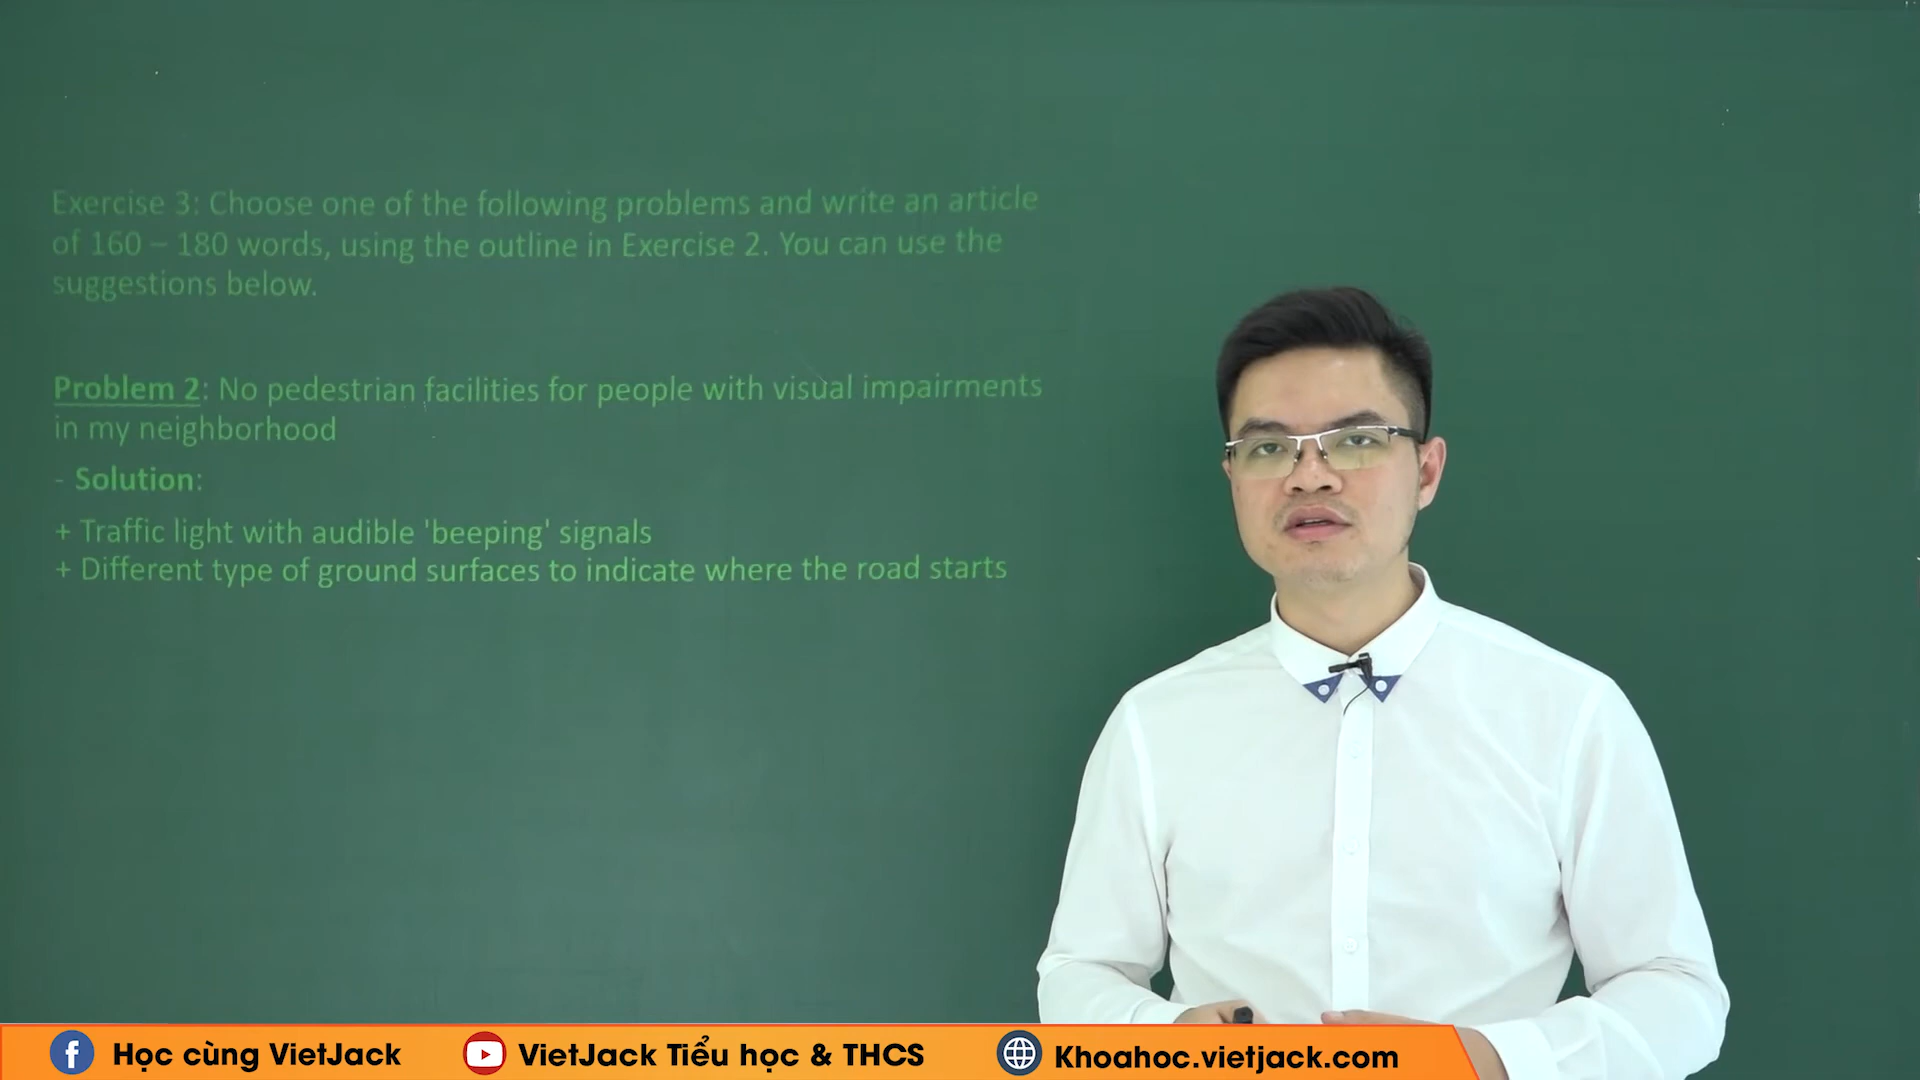 Exercise 3: Choose one of the following problems and write an article
of 160 – 180 words, using the outline in Exercise 2. You can use the
suggestions below.
Problem 2: No pedestrian facilities for people with visual impairments
in my neighborhood
- Solution:
+ Traffic light with audible 'beeping' signals
+ Different type of ground surfaces to indicate where the road starts
Học cùng VietJack
VietJack Tiểu học & THCS
Khoahoc.vietjack.com